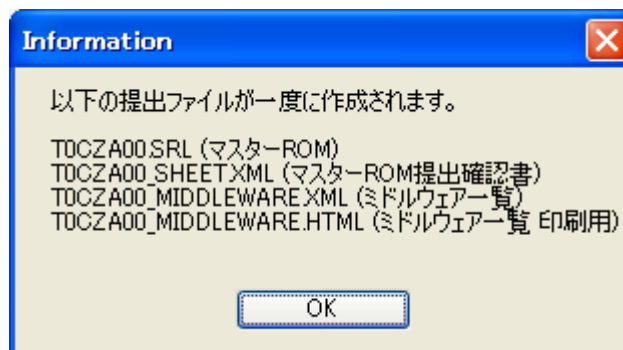 Information
以下の提出ファイルが一度に作成されます。
T0CZA00.SRL (マスターROM)
T0CZA00_SHEET.XML (マスターROM提出確認書)
T0CZA00_MIDDLEWARE.XML (ミドルウェア一覧)
T0CZA00_MIDDLEWARE.HTML (ミドルウェア一覧 印刷用)
OK